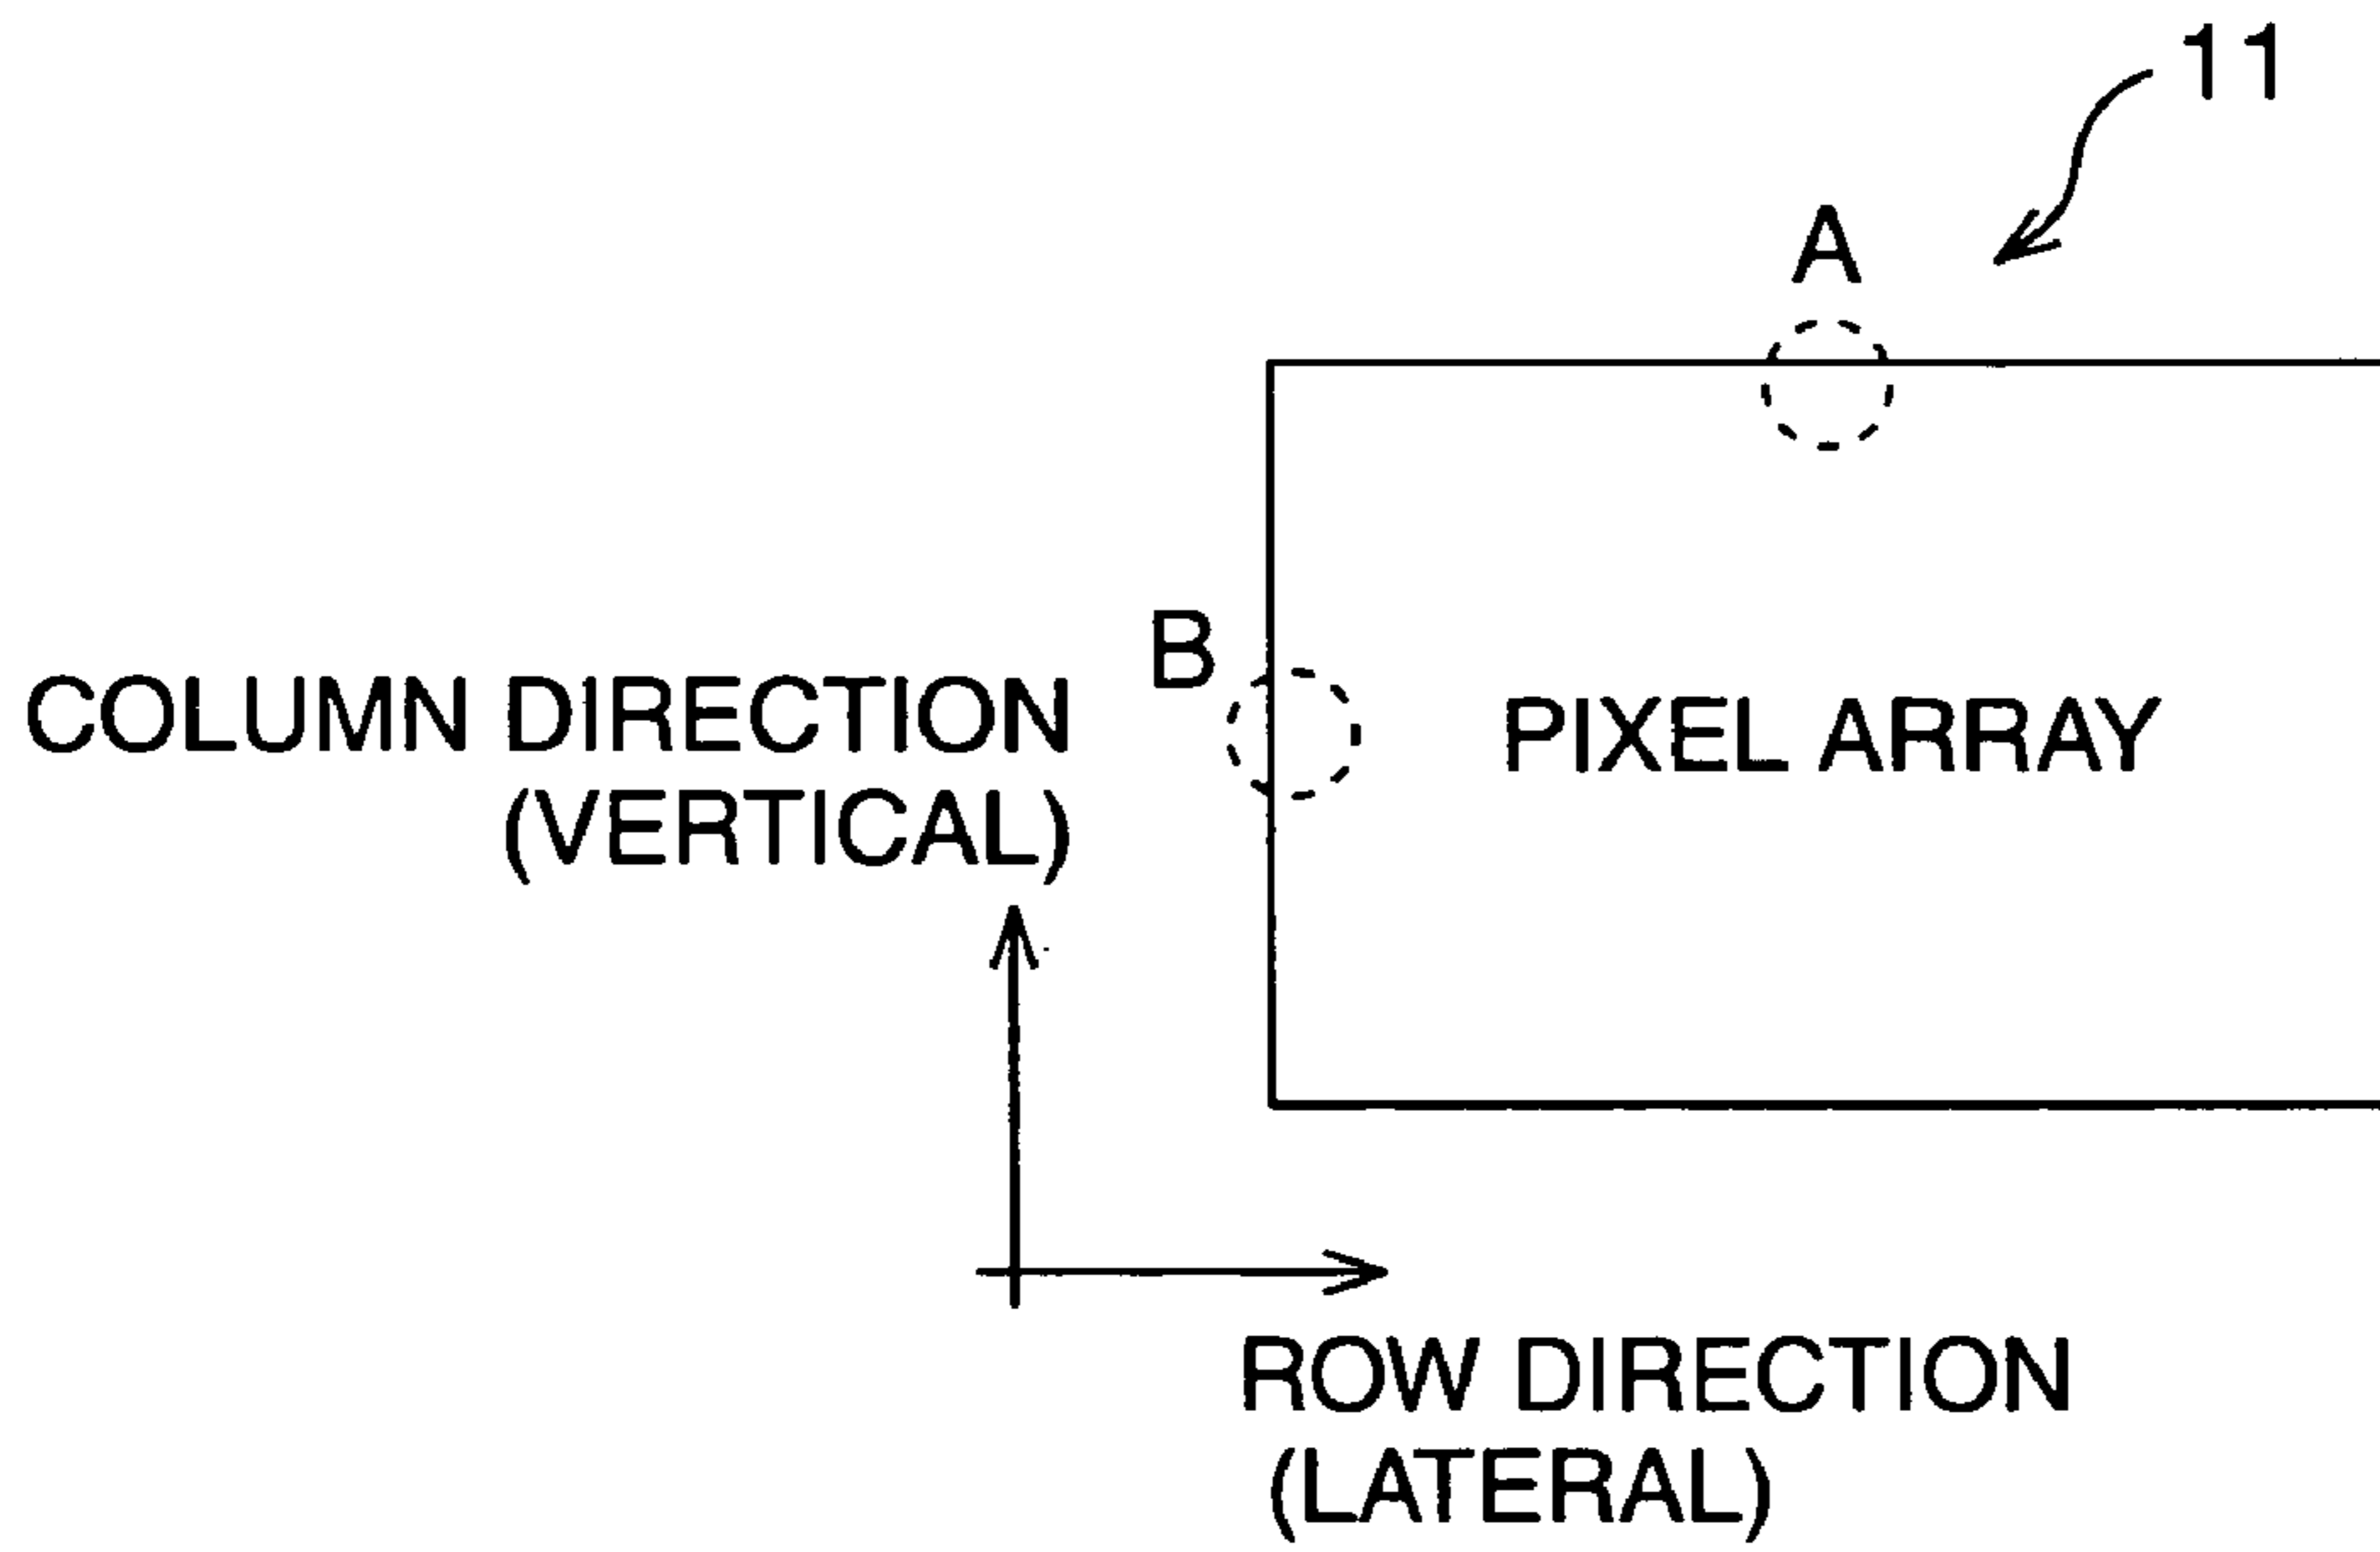 11
A
B
COLUMN DIRECTION
(VERTICAL)
PIXEL ARRAY
ROW DIRECTION
(LATERAL)